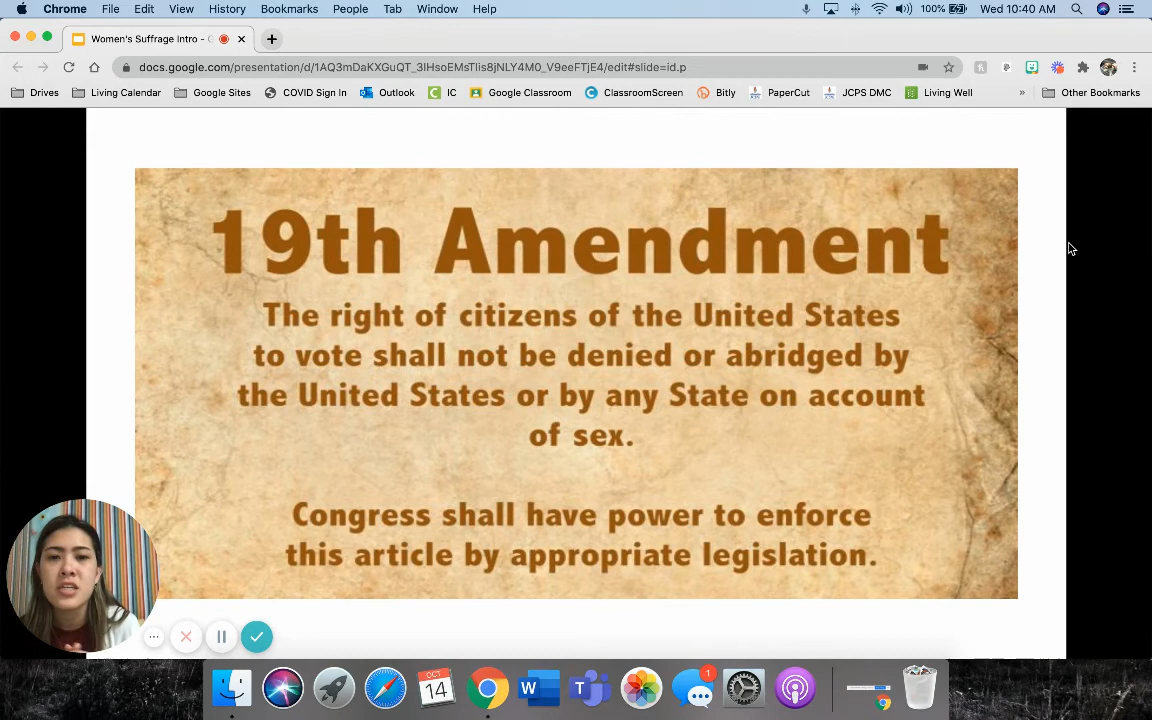 Chrome File Edit View History Bookmarks People Tab Window Help 100% Wed 10:40 AM
Women's Suffrage Intro -
docs.google.com/presentation/d/1AQ3mDaKXGuQT_3lHsoEMsTlis8jNLY4M0_V9eeFTjE4/edit#slide=id.p
Drives Living Calendar Google Sites COVID Sign In Outlook IC Google Classroom ClassroomScreen Bitly PaperCut JCPS DMC Living Well » Other Bookmarks
19th Amendment
The right of citizens of the United States
to vote shall not be denied or abridged by
the United States or by any State on account
of sex.
Congress shall have power to enforce
this article by appropriate legislation.
OCT
14
1